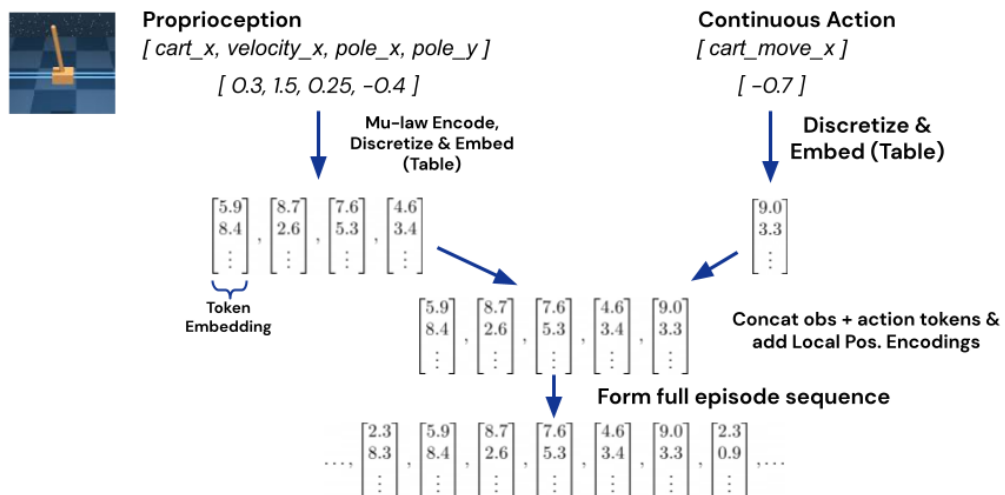 Proprioception
[ cart_x, velocity_x, pole_x, pole_y ]
[ 0.3, 1.5, 0.25, -0.4 ]
Continuous Action
[ cart_move_x ]
[ -0.7 ]
Mu-law Encode,
Discretize & Embed
(Table)
Discretize &
Embed (Table)
[5.9 8.4 ⋮], [8.7 2.6 ⋮], [7.6 5.3 ⋮], [4.6 3.4 ⋮]
[9.0 3.3 ⋮]
Token
Embedding
[5.9 8.4 ⋮], [8.7 2.6 ⋮], [7.6 5.3 ⋮], [4.6 3.4 ⋮], [9.0 3.3 ⋮]
Concat obs + action tokens &
add Local Pos. Encodings
Form full episode sequence
..., [2.3 8.3 ⋮], [5.9 8.4 ⋮], [8.7 2.6 ⋮], [7.6 5.3 ⋮], [4.6 3.4 ⋮], [9.0 3.3 ⋮], [2.3 0.9 ⋮], ...